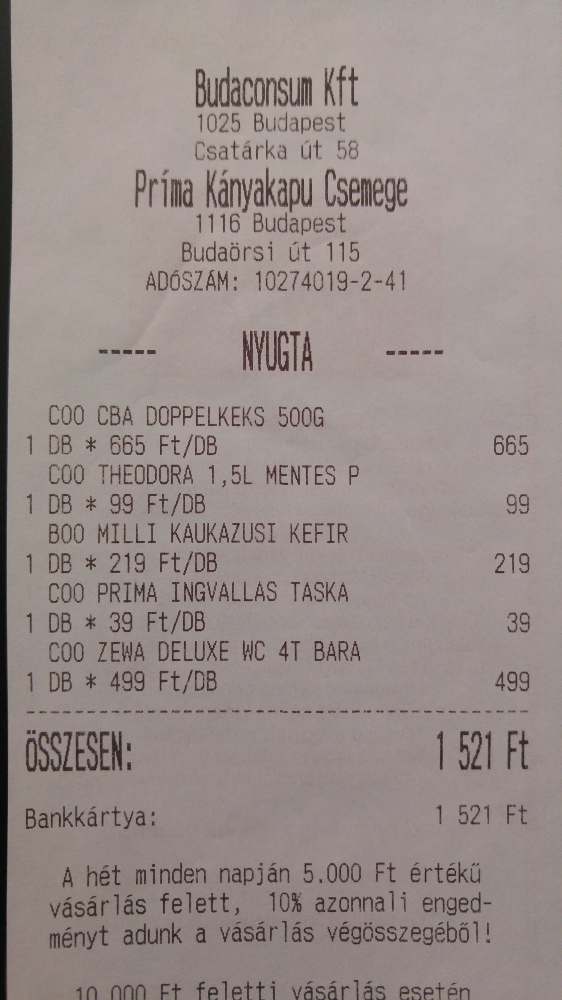 Budaconsum Kft
1025 Budapest
Csatárka út 58
Príma Kányakapu Csemege
1116 Budapest
Budaörsi út 115
ADÓSZÁM: 10274019-2-41
----- NYUGTA -----
C00 CBA DOPPELKEKS 500G
1 DB * 665 Ft/DB 665
C00 THEODORA 1,5L MENTES P
1 DB * 99 Ft/DB 99
B00 MILLI KAUKAZUSI KEFIR
1 DB * 219 Ft/DB 219
C00 PRIMA INGVALLAS TASKA
1 DB * 39 Ft/DB 39
C00 ZEWA DELUXE WC 4T BARA
1 DB * 499 Ft/DB 499
ÖSSZESEN: 1 521 Ft
Bankkártya: 1 521 Ft
A hét minden napján 5.000 Ft értékű
vásárlás felett, 10% azonnali enged-
ményt adunk a vásárlás végösszegéből!
10 000 Ft feletti vásárlás esetén